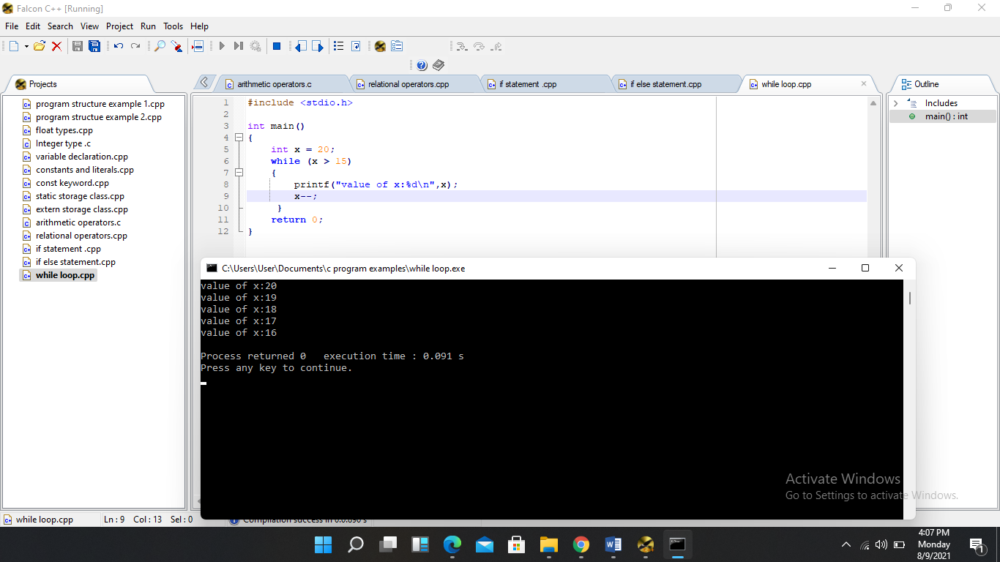 Falcon C++ [Running]
File Edit Search View Project Run Tools Help
Projects
arithmetic operators.c
relational operators.cpp
if statement .cpp
if else statement.cpp
while loop.cpp
Outline
program structure example 1.cpp
program structue example 2.cpp
float types.cpp
Integer type .c
variable declaration.cpp
constants and literals.cpp
const keyword.cpp
static storage class.cpp
extern storage class.cpp
arithmetic operators.c
relational operators.cpp
if statement .cpp
if else statement.cpp
while loop.cpp
1 #include <stdio.h>
2
3 int main()
4 {
5 int x = 20;
6 while (x > 15)
7 {
8 printf("value of x:%d\n",x);
9 x--;
10 }
11 return 0;
12 }
Includes
main() : int
C:\Users\User\Documents\c program examples\while loop.exe
value of x:20
value of x:19
value of x:18
value of x:17
value of x:16
Process returned 0 execution time : 0.091 s
Press any key to continue.
Activate Windows
Go to Settings to activate Windows.
while loop.cpp
Ln : 9 Col : 13 Sel : 0
Compilation success in
4:07 PM
Monday
8/9/2021
1